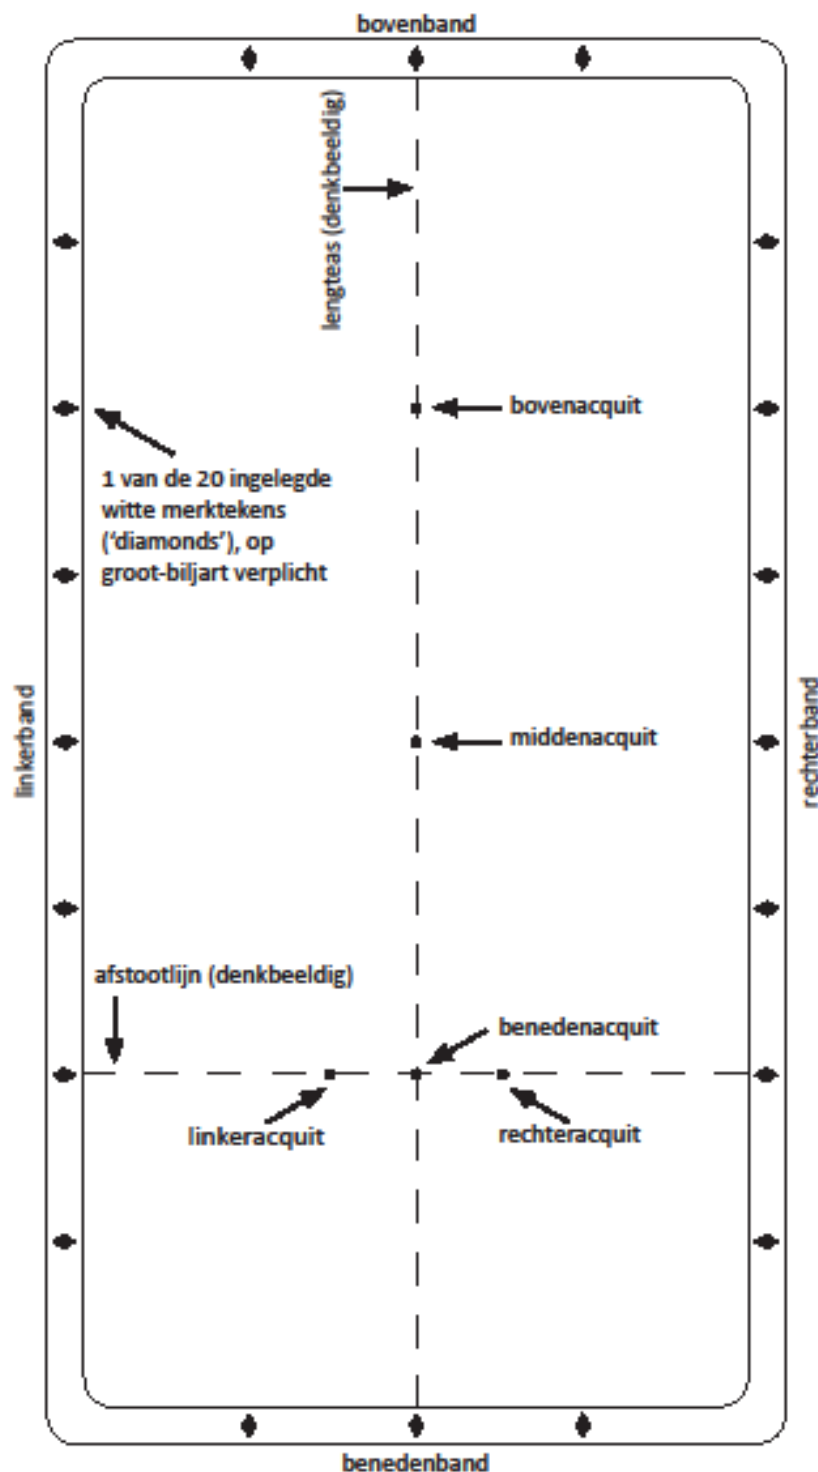 bovenband
lengteas (denkbeeldig)
bovenacquit
1 van de 20 ingelegde
witte merktekens
(‘diamonds’), op
groot-biljart verplicht
linkerband
middenacquit
rechterband
afstootlijn (denkbeeldig)
benedenacquit
linkeracquit
rechteracquit
benedenband